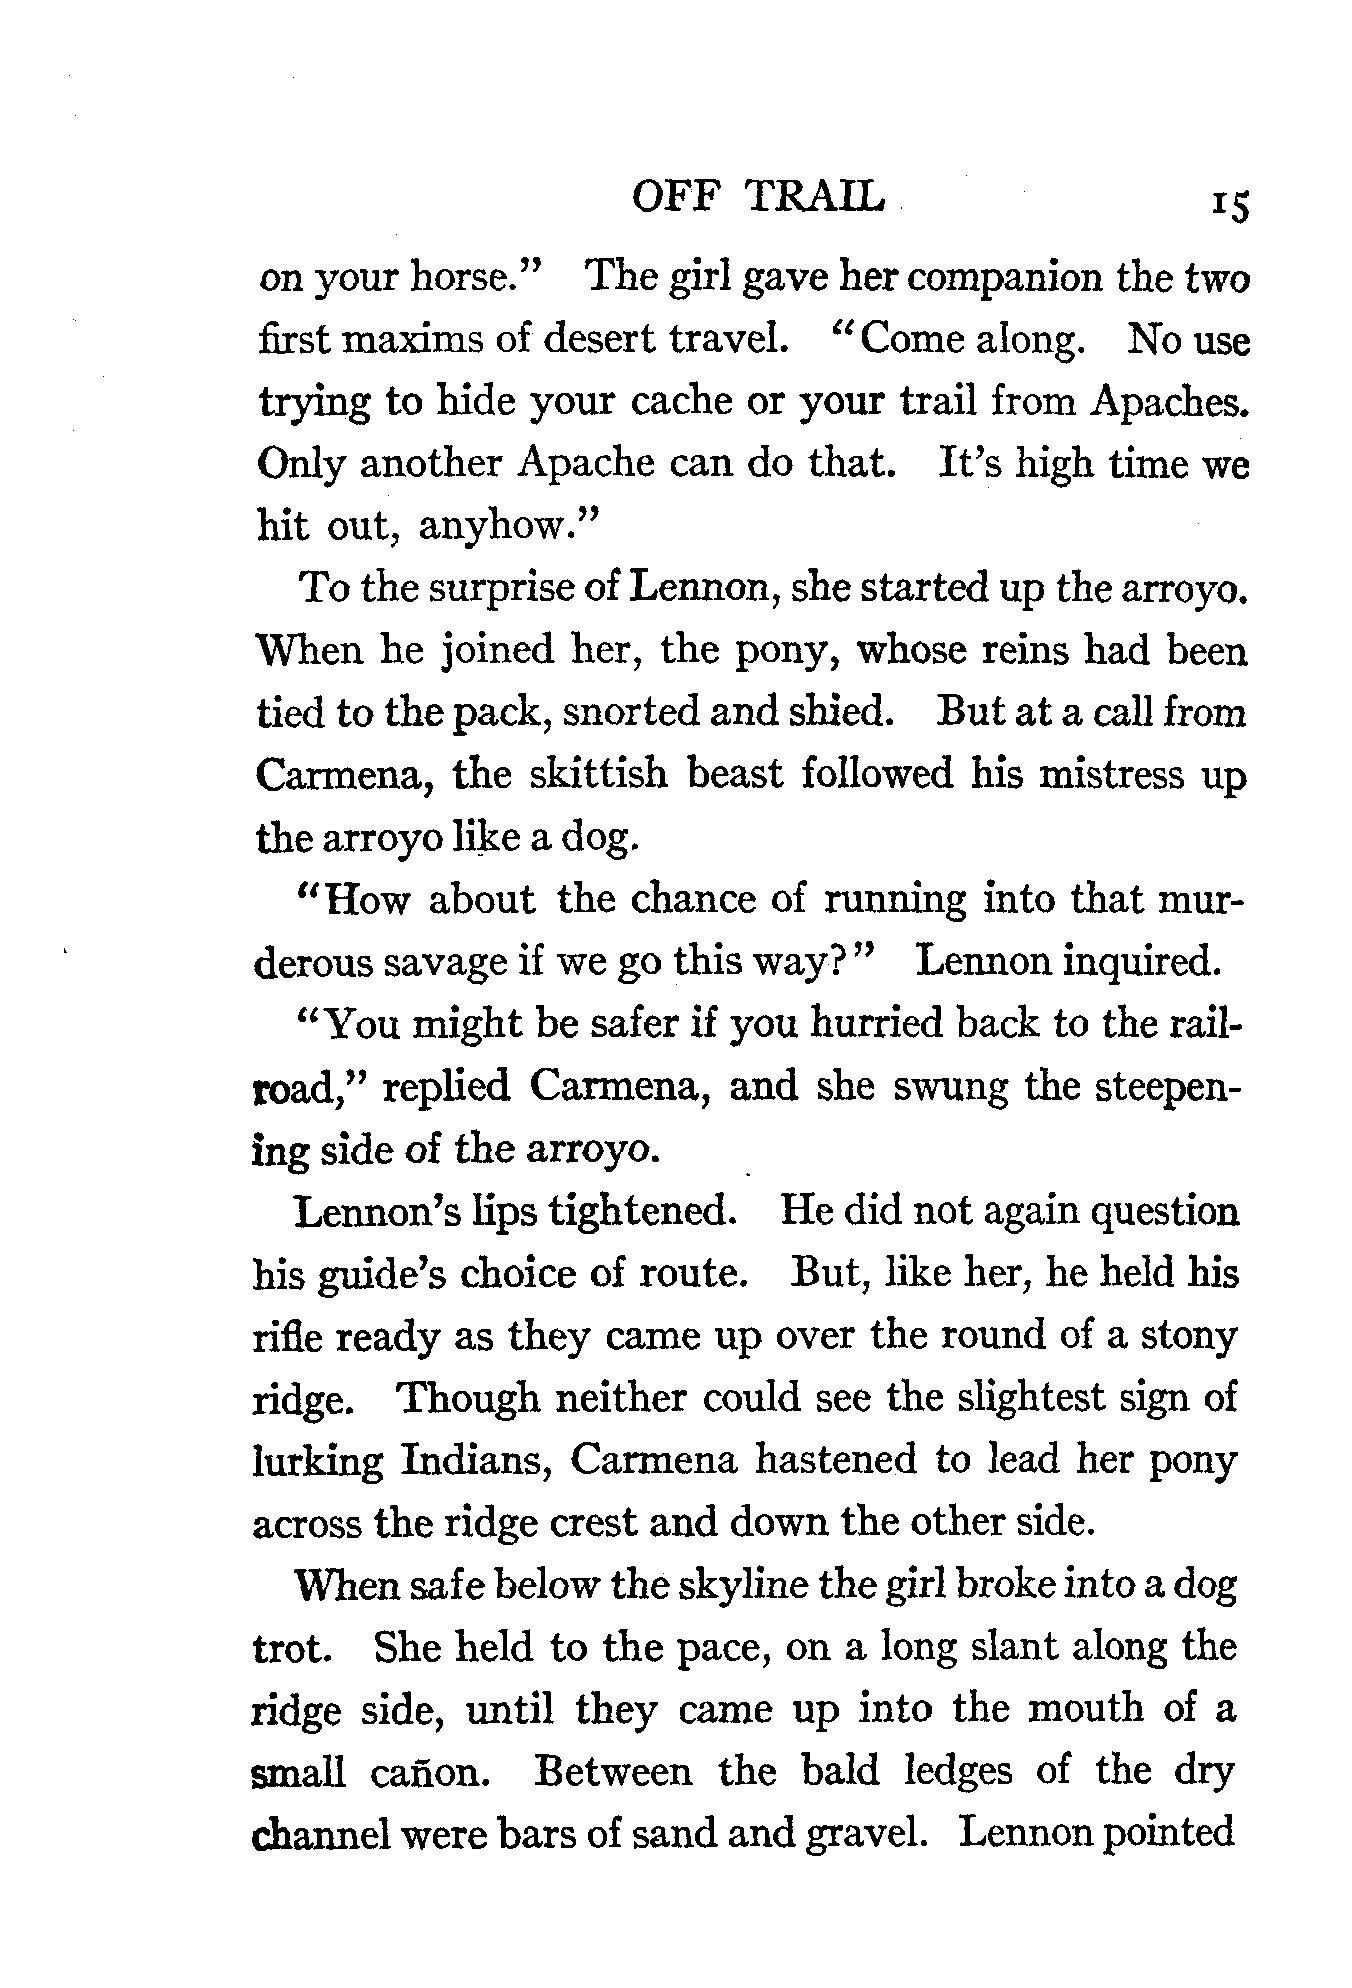 OFF TRAIL 15
on your horse." The girl gave her companion the two
first maxims of desert travel. "Come along. No use
trying to hide your cache or your trail from Apaches.
Only another Apache can do that. It's high time we
hit out, anyhow."
To the surprise of Lennon, she started up the arroyo.
When he joined her, the pony, whose reins had been
tied to the pack, snorted and shied. But at a call from
Carmena, the skittish beast followed his mistress up
the arroyo like a dog.
"How about the chance of running into that mur-
derous savage if we go this way?" Lennon inquired.
"You might be safer if you hurried back to the rail-
road," replied Carmena, and she swung the steepen-
ing side of the arroyo.
Lennon's lips tightened. He did not again question
his guide's choice of route. But, like her, he held his
rifle ready as they came up over the round of a stony
ridge. Though neither could see the slightest sign of
lurking Indians, Carmena hastened to lead her pony
across the ridge crest and down the other side.
When safe below the skyline the girl broke into a dog
trot. She held to the pace, on a long slant along the
ridge side, until they came up into the mouth of a
small cañon. Between the bald ledges of the dry
channel were bars of sand and gravel. Lennon pointed